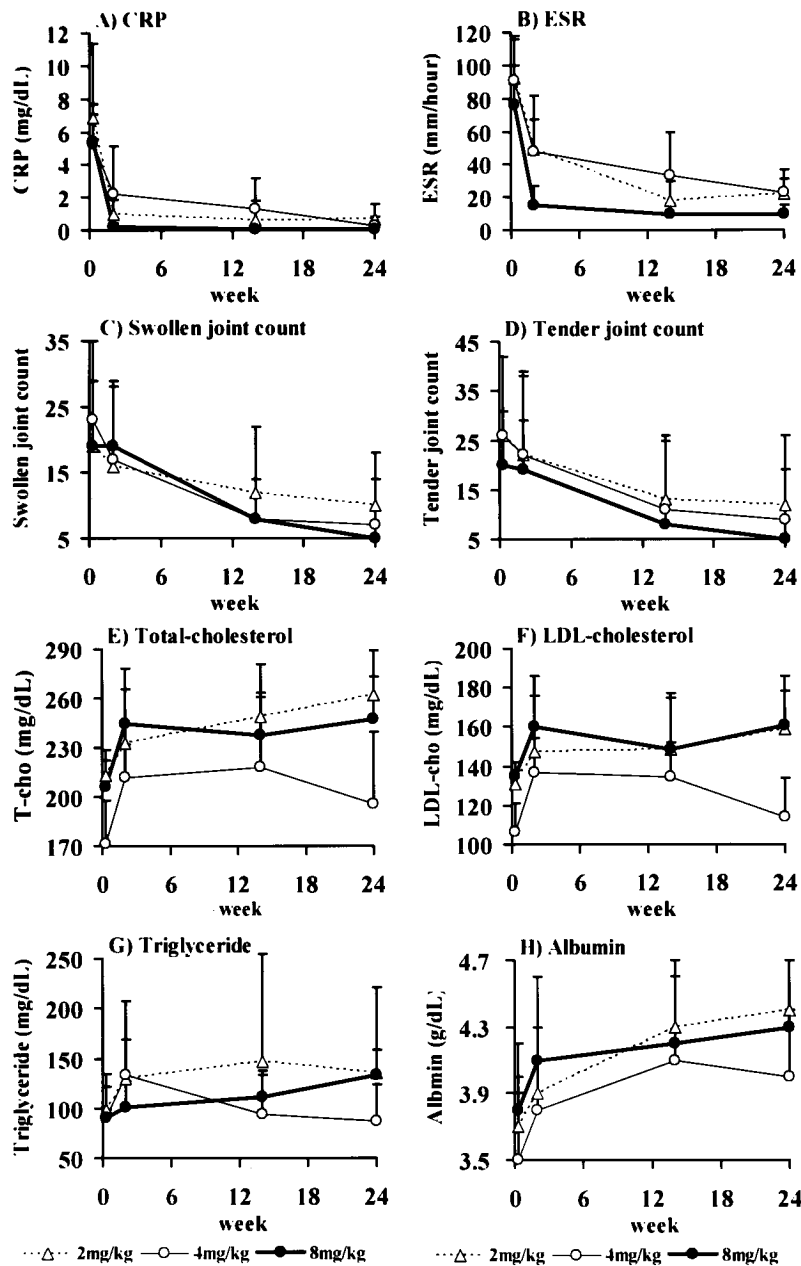 A) CRP
CRP (mg/dL)
12
10
8
6
4
2
0
0 6 12 18 24
week
B) ESR
ESR (mm/hour)
120
100
80
60
40
20
0
0 6 12 18 24
week
C) Swollen joint count
Swollen joint count
35
25
15
5
0 6 12 18 24
week
D) Tender joint count
Tender joint count
45
35
25
15
5
0 6 12 18 24
week
E) Total-cholesterol
T-cho (mg/dL)
290
260
230
200
170
0 6 12 18 24
week
F) LDL-cholesterol
LDL-cho (mg/dL)
200
180
160
140
120
100
0 6 12 18 24
week
G) Triglyceride
Triglyceride (mg/dL)
250
200
150
100
50
0 6 12 18 24
week
H) Albumin
Albmin (g/dL)
4.7
4.3
3.9
3.5
0 6 12 18 24
week
2mg/kg 4mg/kg 8mg/kg
2mg/kg 4mg/kg 8mg/kg